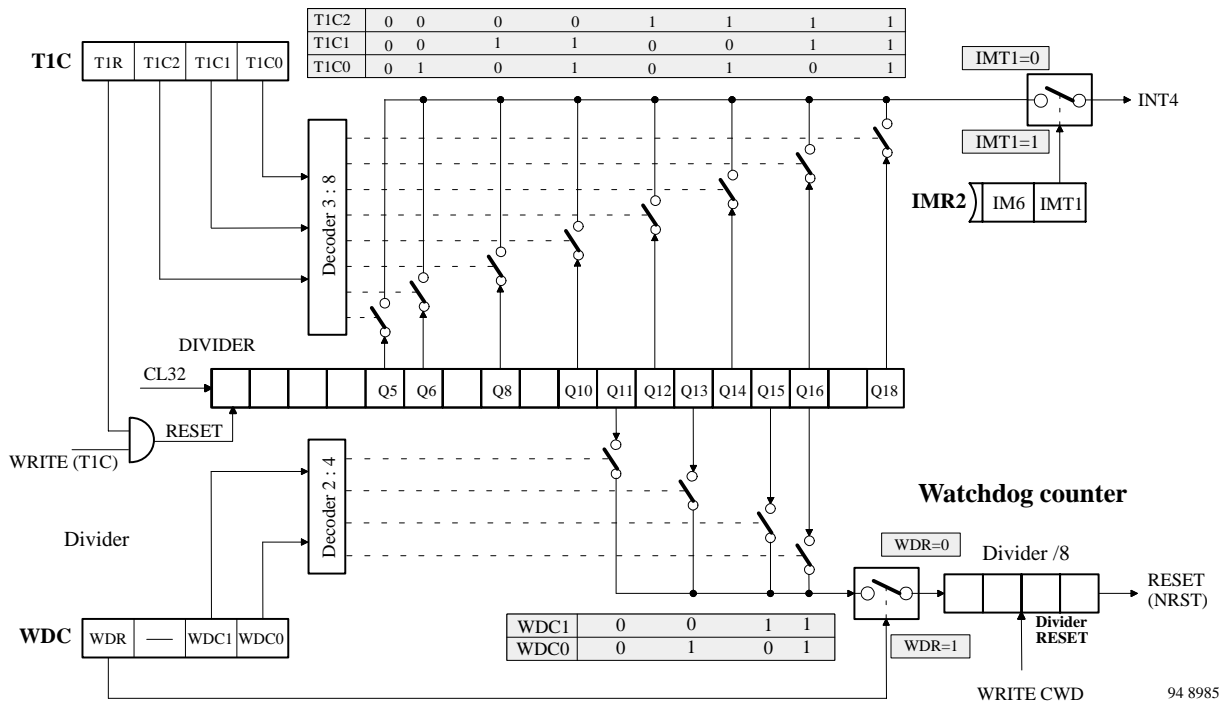 T1C2 0 0 0 0 1 1 1 1
T1C1 0 0 1 1 0 0 1 1
T1C0 0 1 0 1 0 1 0 1
T1C T1R T1C2 T1C1 T1C0
IMT1=0
INT4
IMT1=1
IMR2 IM6 IMT1
Decoder 3 : 8
DIVIDER
CL32
Q5 Q6 Q8 Q10 Q11 Q12 Q13 Q14 Q15 Q16 Q18
RESET
WRITE (T1C)
Decoder 2 : 4
Watchdog counter
Divider
WDR=0
Divider /8
RESET
(NRST)
Divider
RESET
WDC WDR — WDC1 WDC0
WDC1 0 0 1 1
WDC0 0 1 0 1
WDR=1
WRITE CWD
94 8985